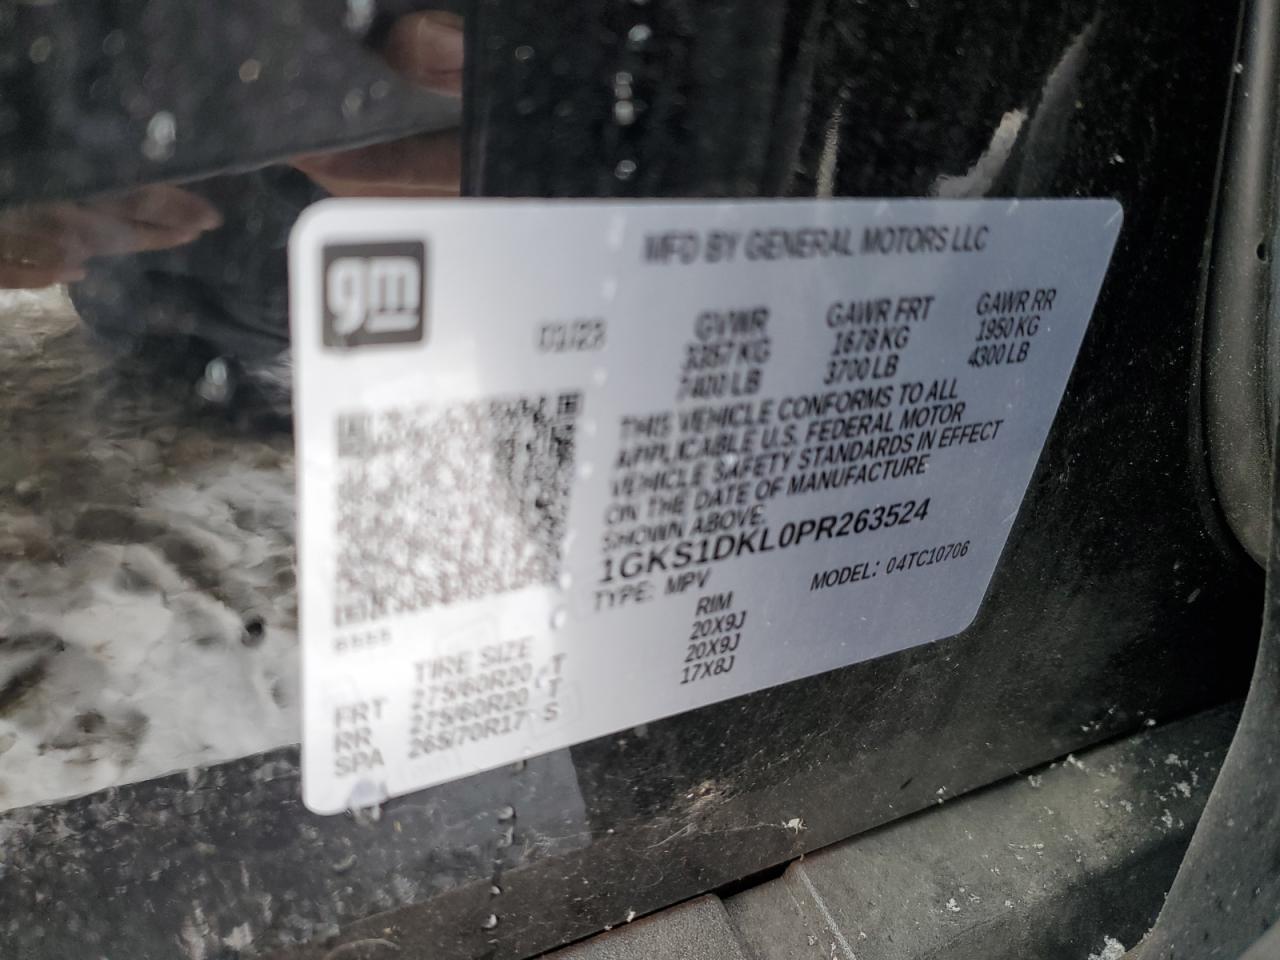 gm
MFD BY GENERAL MOTORS LLC
01/23
GVWR GAWR FRT GAWR RR
3357 KG 1678 KG 1950 KG
7400 LB 3700 LB 4300 LB
THIS VEHICLE CONFORMS TO ALL
APPLICABLE U.S. FEDERAL MOTOR
VEHICLE SAFETY STANDARDS IN EFFECT
ON THE DATE OF MANUFACTURE
SHOWN ABOVE.
1GKS1DKL0PR263524
TYPE: MPV MODEL: 04TC10706
TIRE SIZE RIM
FRT 275/60R20 T 20X9J
RR 275/60R20 T 20X9J
SPA 265/70R17 S 17X8J